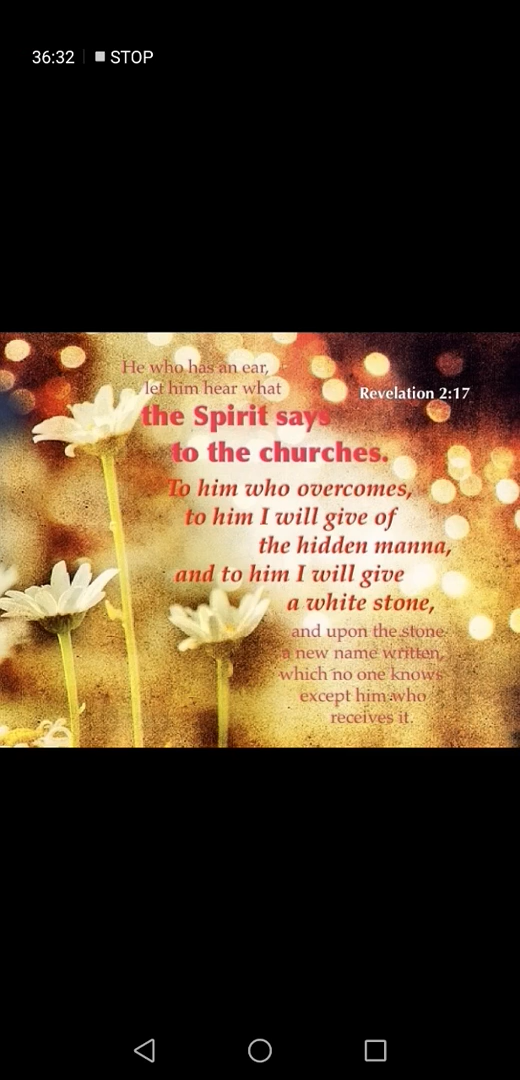 36:32 STOP
He who has an ear,
let him hear what
Revelation 2:17
the Spirit says
to the churches.
To him who overcomes,
to him I will give of
the hidden manna,
and to him I will give
a white stone,
and upon the stone
a new name written,
which no one knows
except him who
receives it.